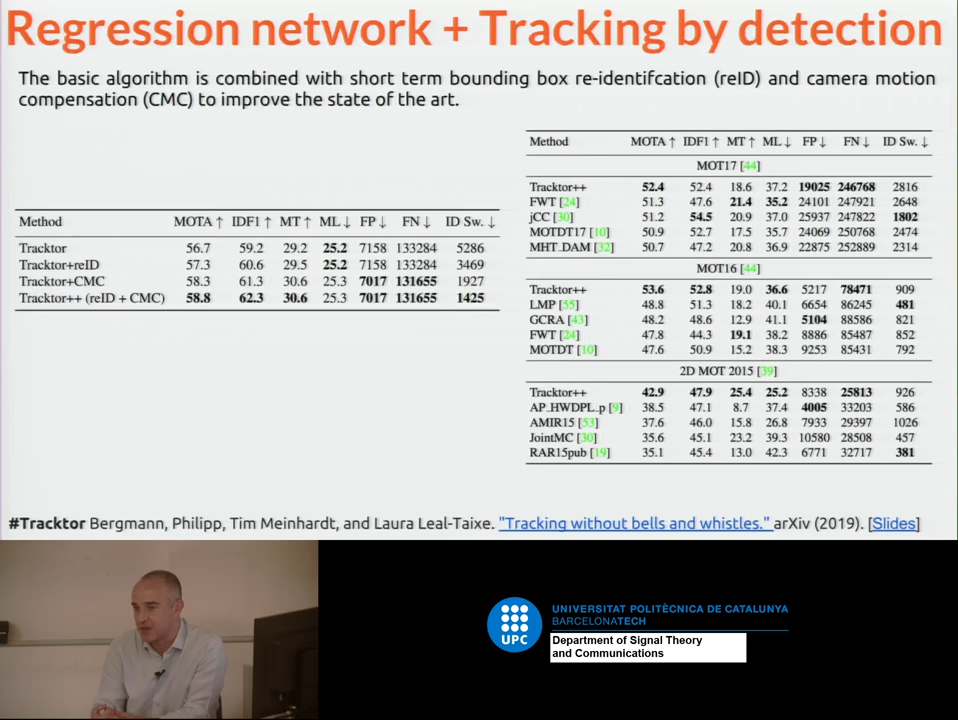 Regression network + Tracking by detection
The basic algorithm is combined with short term bounding box re-identifcation (reID) and camera motion
compensation (CMC) to improve the state of the art.
Method MOTA ↑ IDF1 ↑ MT ↑ ML ↓ FP ↓ FN ↓ ID Sw. ↓
Tracktor 56.7 59.2 29.2 25.2 7158 133284 5286
Tracktor+reID 57.3 60.6 29.5 25.2 7158 133284 3469
Tracktor+CMC 58.3 61.3 30.6 25.3 7017 131655 1927
Tracktor++ (reID + CMC) 58.8 62.3 30.6 25.3 7017 131655 1425
Method MOTA ↑ IDF1 ↑ MT ↑ ML ↓ FP ↓ FN ↓ ID Sw. ↓
MOT17 [44]
Tracktor++ 52.4 52.4 18.6 37.2 19025 246768 2816
FWT [24] 51.3 47.6 21.4 35.2 24101 247921 2648
jCC [30] 51.2 54.5 20.9 37.0 25937 247822 1802
MOTDT17 [10] 50.9 52.7 17.5 35.7 24069 250768 2474
MHT_DAM [32] 50.7 47.2 20.8 36.9 22875 252889 2314
MOT16 [44]
Tracktor++ 53.6 52.8 19.0 36.6 5217 78471 909
LMP [55] 48.8 51.3 18.2 40.1 6654 86245 481
GCRA [43] 48.2 48.6 12.9 41.1 5104 88586 821
FWT [24] 47.8 44.3 19.1 38.2 8886 85487 852
MOTDT [10] 47.6 50.9 15.2 38.3 9253 85431 792
2D MOT 2015 [39]
Tracktor++ 42.9 47.9 25.4 25.2 8338 25813 926
AP_HWDPL_p [9] 38.5 47.1 8.7 37.4 4005 33203 586
AMIR15 [53] 37.6 46.0 15.8 26.8 7933 29397 1026
JointMC [30] 35.6 45.1 23.2 39.3 10580 28508 457
RAR15pub [19] 35.1 45.4 13.0 42.3 6771 32717 381
#Tracktor Bergmann, Philipp, Tim Meinhardt, and Laura Leal-Taixe. "Tracking without bells and whistles." arXiv (2019). [Slides]
UPC
UNIVERSITAT POLITÈCNICA DE CATALUNYA
BARCELONATECH
Department of Signal Theory
and Communications